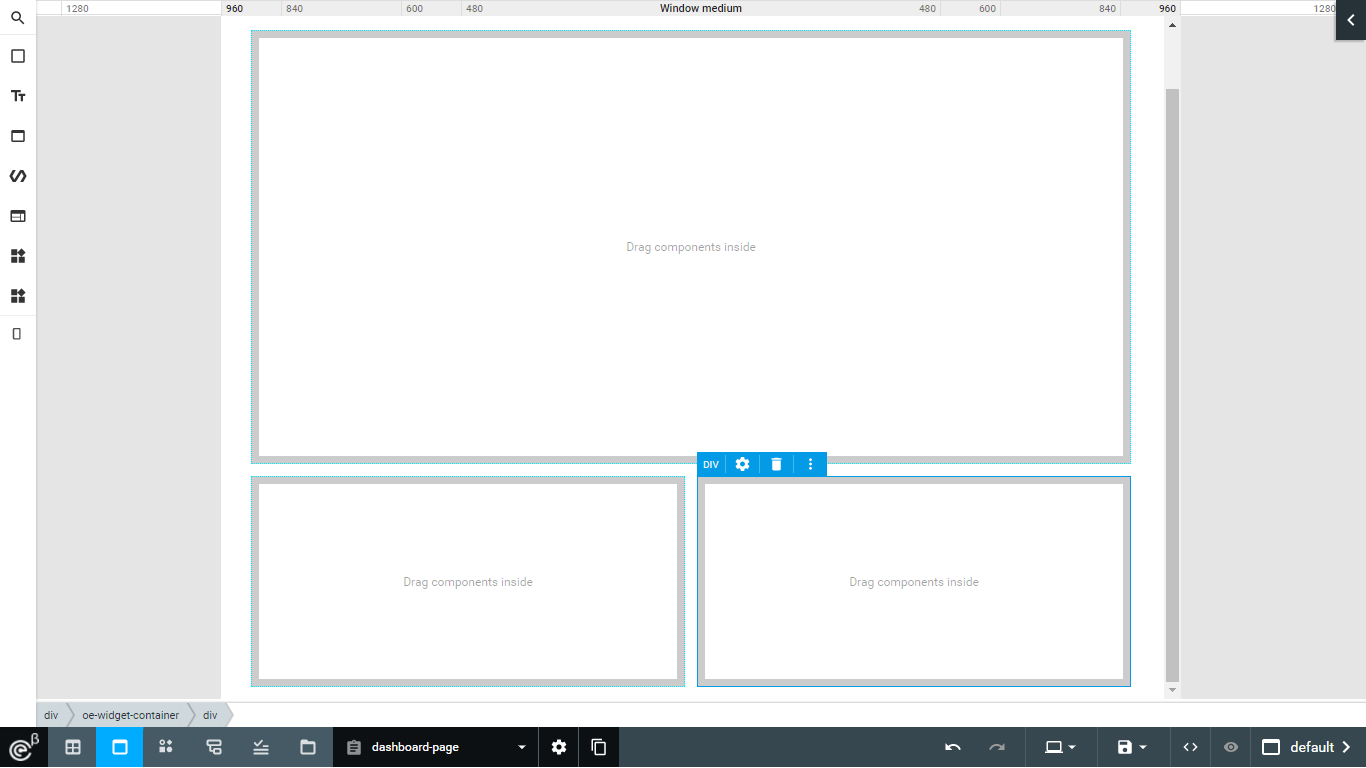 1280 960 840 600 480 Window medium 480 600 840 960 1280
Tт
Drag components inside
DIV
Drag components inside Drag components inside
div oe-widget-container div
β dashboard-page default